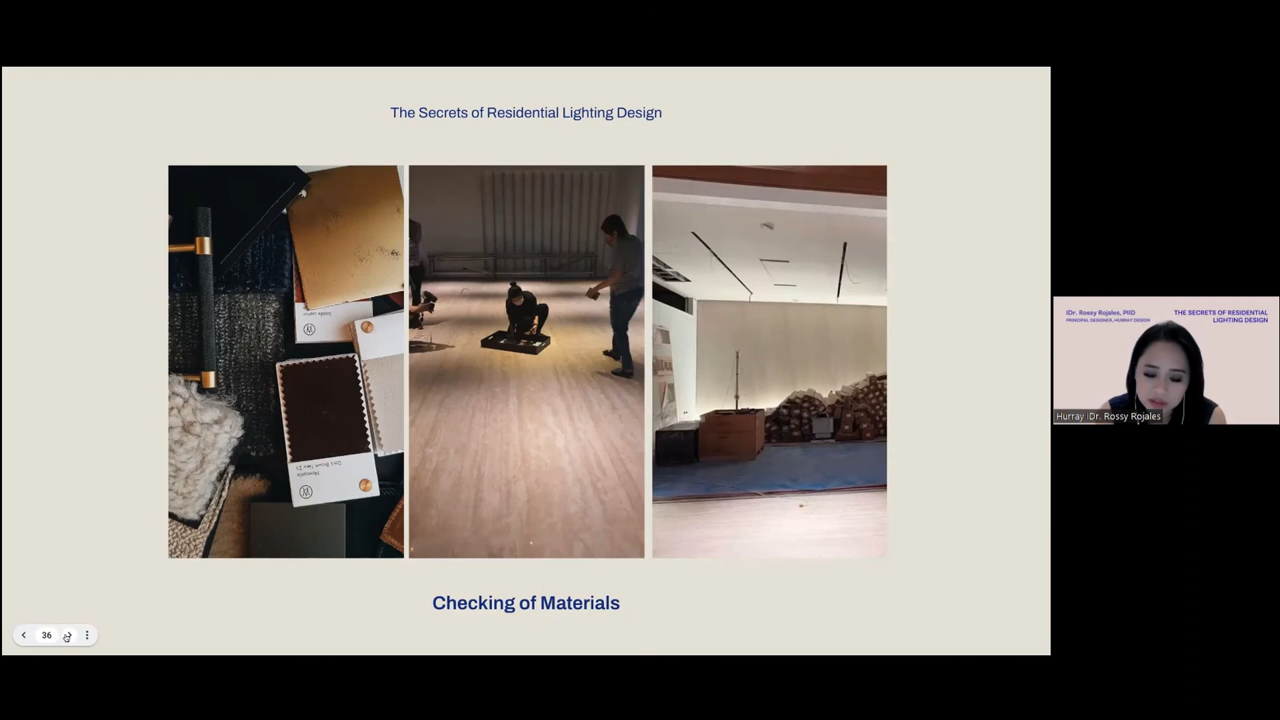 The Secrets of Residential Lighting Design
Checking of Materials
36
IDr. Rossy Rojales, PIID
PRINCIPAL DESIGNER, HURRAY DESIGN
THE SECRETS OF RESIDENTIAL
LIGHTING DESIGN
Hurray IDr. Rossy Rojales